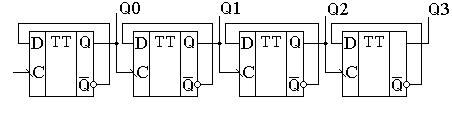 Q0 Q1 Q2 Q3
D TT Q D TT Q D TT Q D TT Q
C Q̅ C Q̅ C Q̅ C Q̅